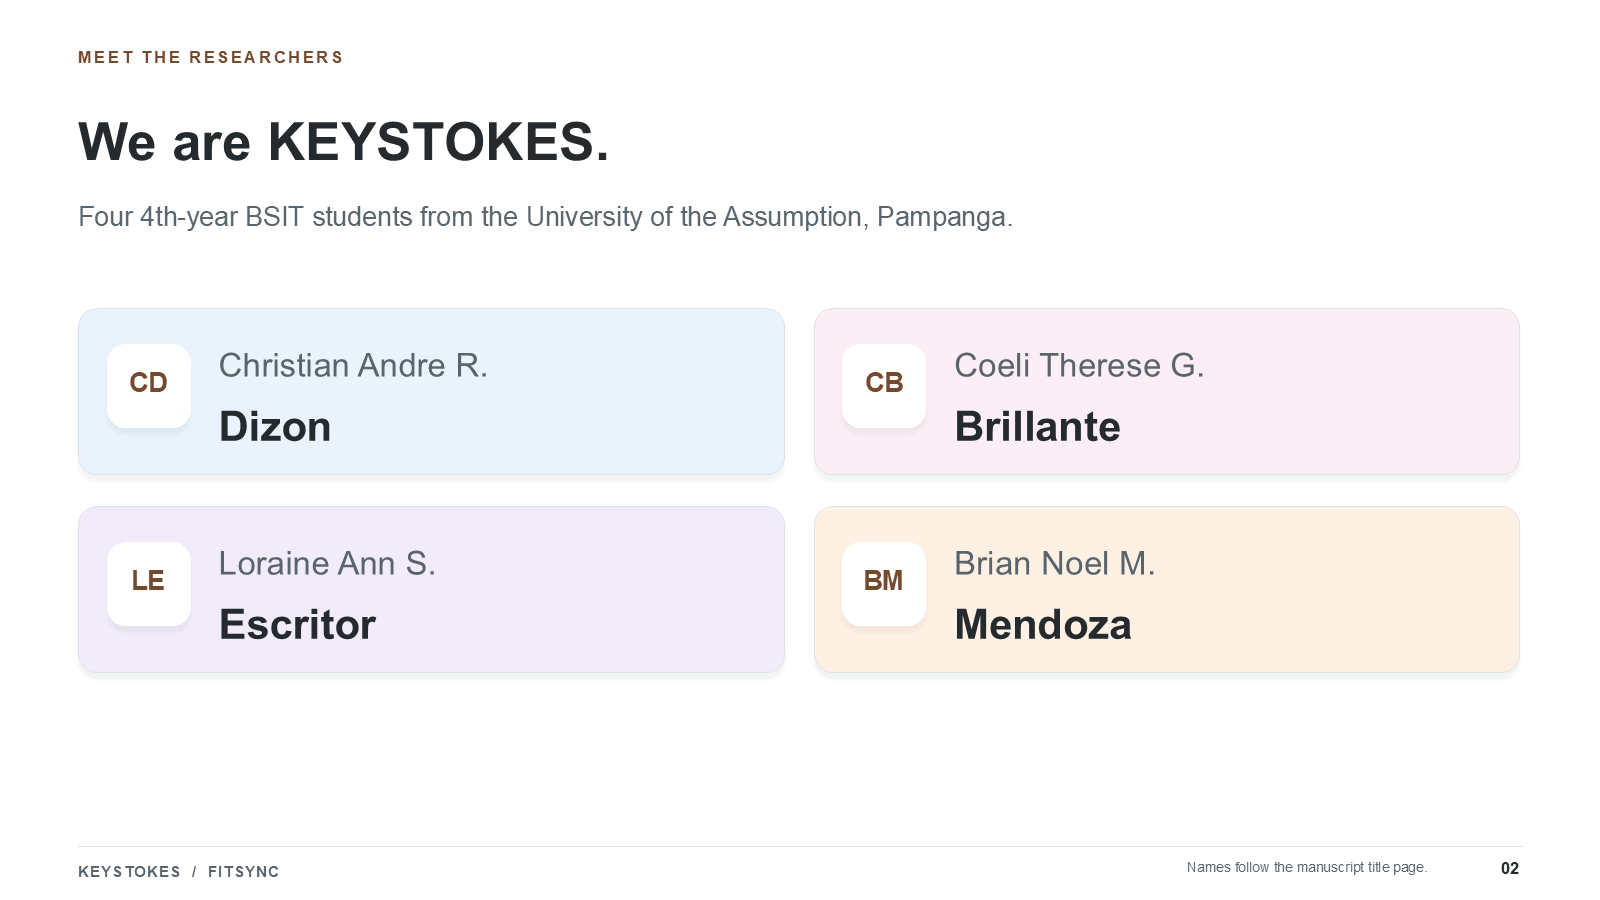 MEET THE RESEARCHERS
We are KEYSTOKES.
Four 4th-year BSIT students from the University of the Assumption, Pampanga.
CD
Christian Andre R.
Dizon
CB
Coeli Therese G.
Brillante
LE
Loraine Ann S.
Escritor
BM
Brian Noel M.
Mendoza
KEYSTOKES / FITSYNC
Names follow the manuscript title page.
02